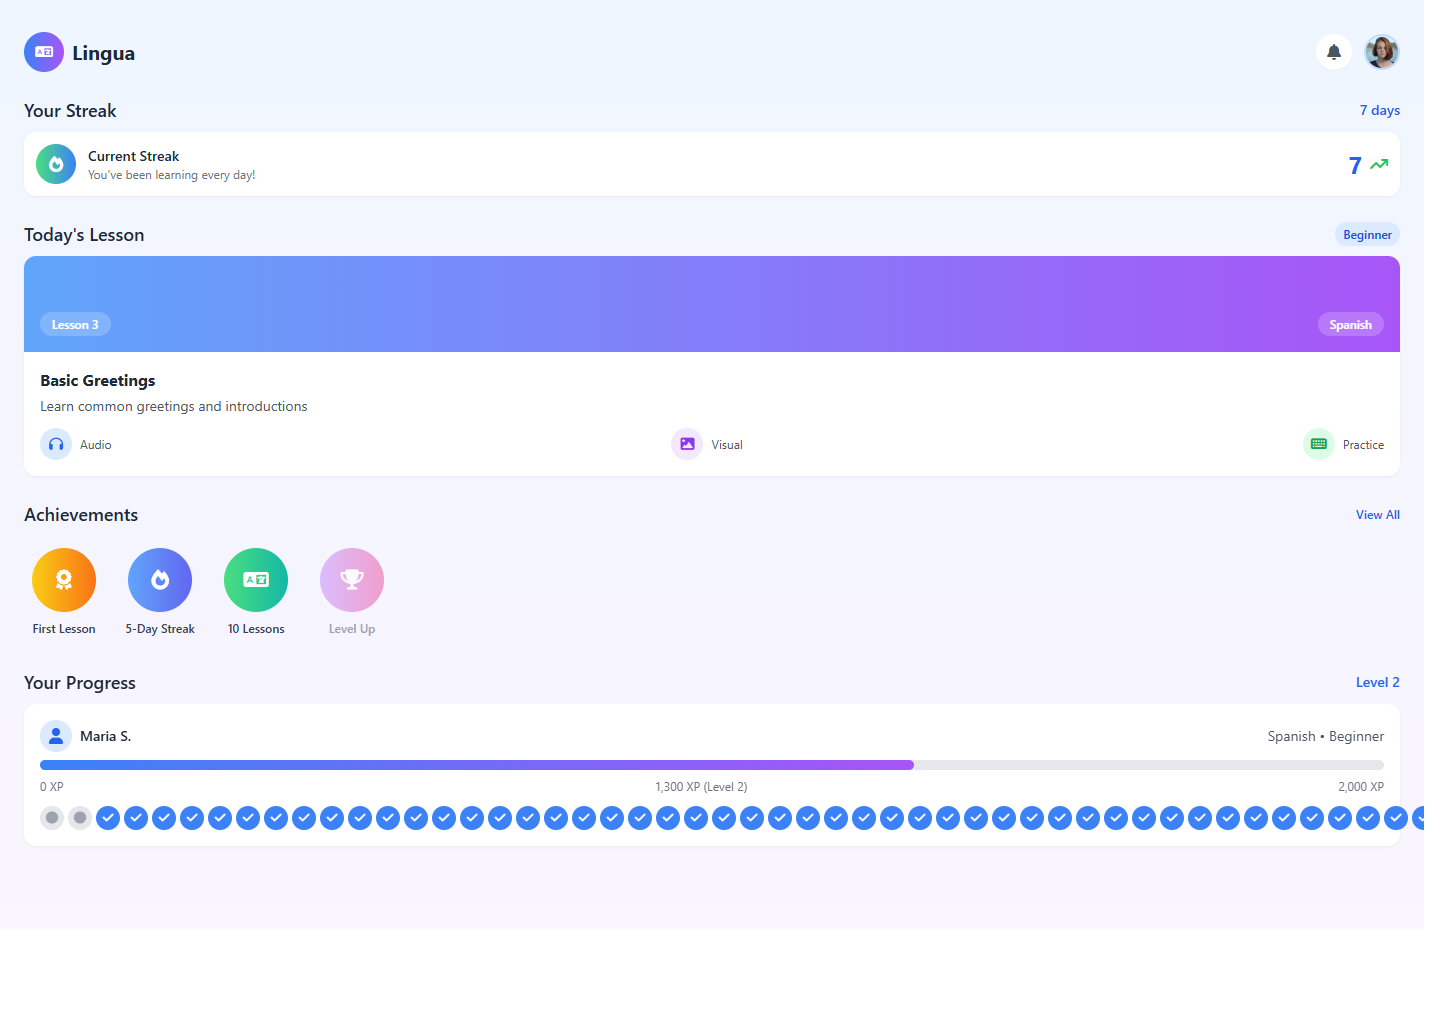 Lingua
Your Streak
7 days
Current Streak
You've been learning every day!
7
Today's Lesson
Beginner
Lesson 3
Spanish
Basic Greetings
Learn common greetings and introductions
Audio
Visual
Practice
Achievements
View All
First Lesson
5-Day Streak
10 Lessons
Level Up
Your Progress
Level 2
Maria S.
Spanish • Beginner
0 XP
1,300 XP (Level 2)
2,000 XP